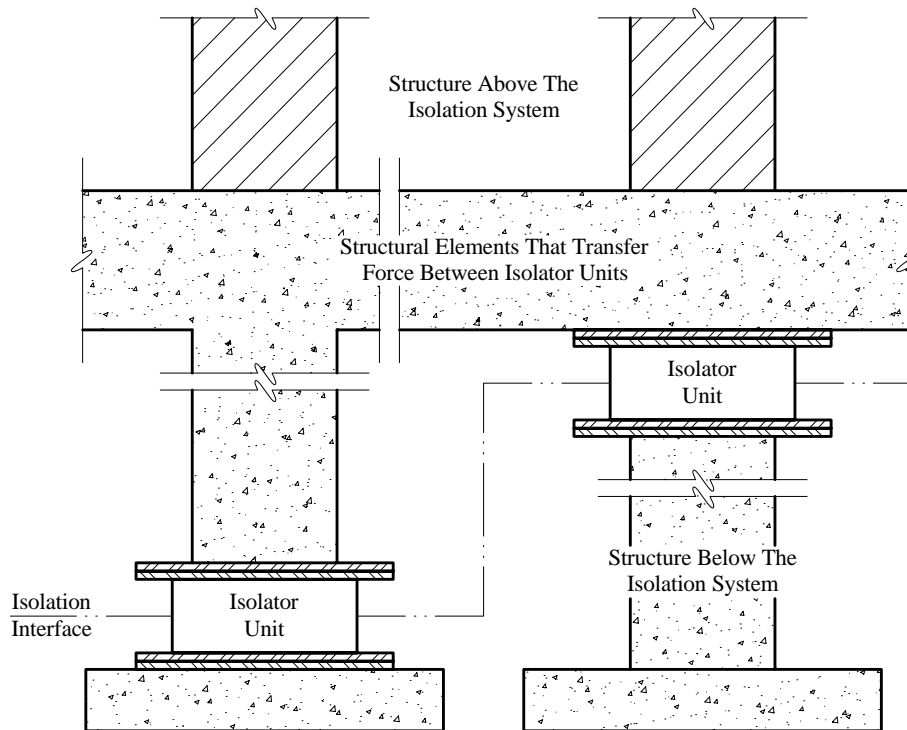 Structure Above The
Isolation System
Structural Elements That Transfer
Force Between Isolator Units
Isolator
Unit
Structure Below The
Isolation System
Isolation
Interface
Isolator
Unit